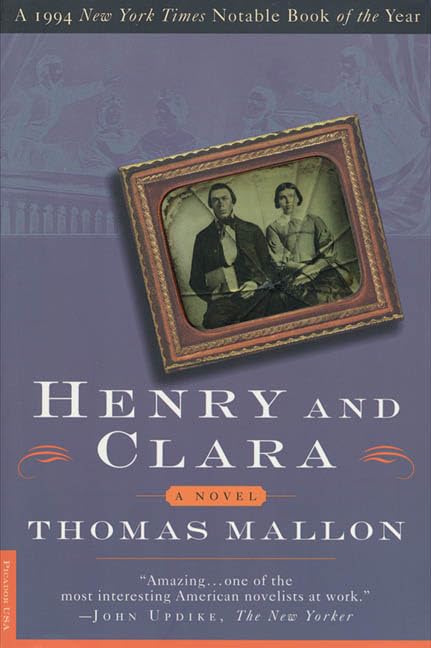 A 1994 New York Times Notable Book of the Year
HENRY AND
CLARA
A NOVEL
THOMAS MALLON
“Amazing...one of the
most interesting American novelists at work.”
—JOHN UPDIKE, The New Yorker
PICADOR USA